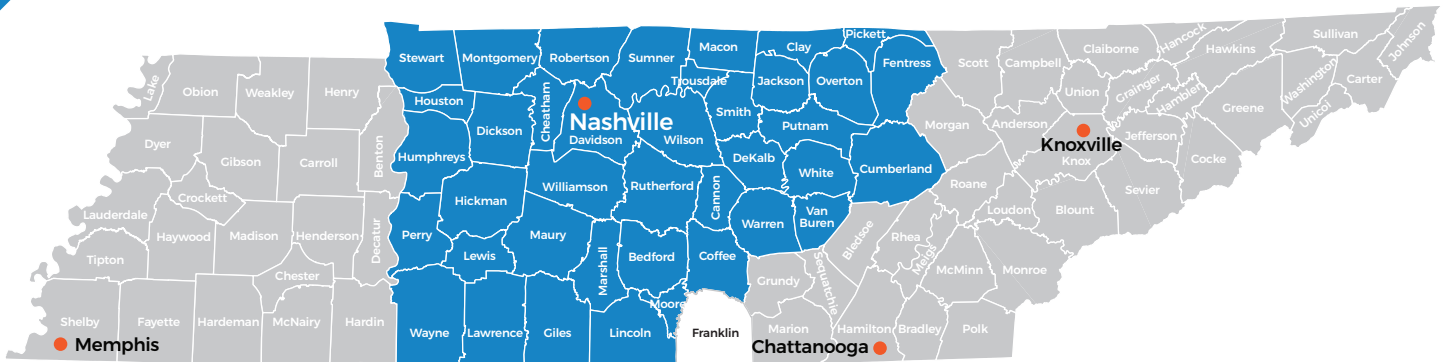 Stewart
Montgomery
Robertson
Sumner
Macon
Clay
Pickett
Fentress
Scott
Campbell
Claiborne
Hancock
Hawkins
Sullivan
Johnson
Lake
Obion
Weakley
Henry
Houston
Dickson
Cheatham
Nashville
Davidson
Wilson
Trousdale
Smith
Jackson
Overton
Putnam
Morgan
Anderson
Union
Grainger
Hamblen
Greene
Washington
Unicoi
Carter
Dyer
Gibson
Carroll
Benton
Humphreys
Williamson
Rutherford
Cannon
DeKalb
White
Cumberland
Roane
Knoxville
Knox
Jefferson
Cocke
Sevier
Crockett
Lauderdale
Haywood
Madison
Henderson
Decatur
Perry
Hickman
Lewis
Maury
Marshall
Bedford
Coffee
Warren
Van
Buren
Bledsoe
Rhea
Meigs
Loudon
Blount
Tipton
Chester
Moore
Grundy
Sequatchie
McMinn
Monroe
Shelby
Memphis
Fayette
Hardeman
McNairy
Hardin
Wayne
Lawrence
Giles
Lincoln
Franklin
Marion
Chattanooga
Hamilton
Bradley
Polk